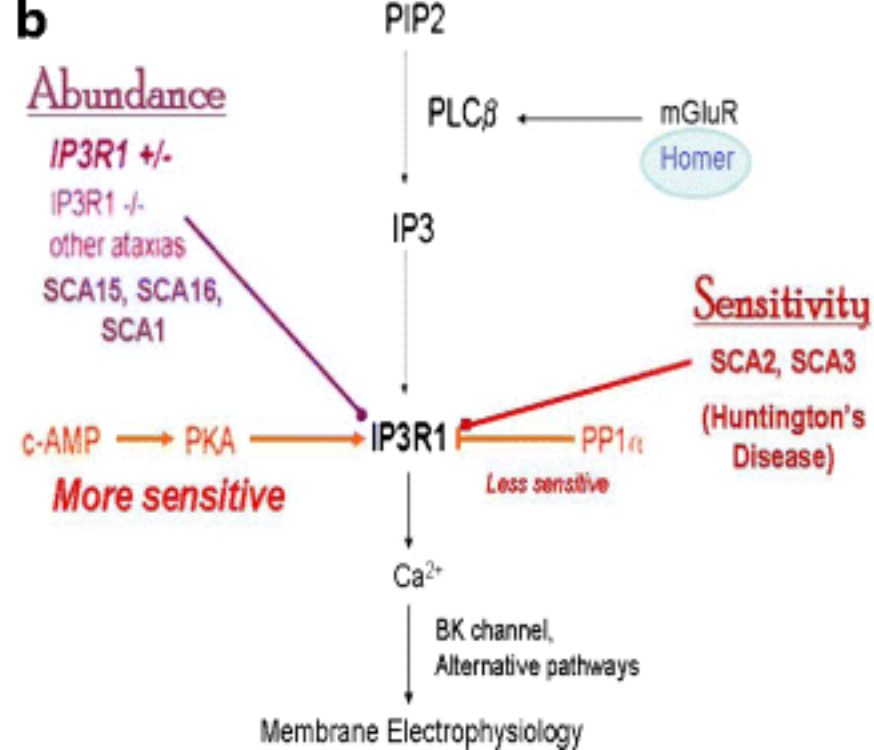 b
PIP2
Abundance
PLCβ
mGluR
Homer
IP3R1 +/-
IP3R1 -/-
other ataxias
SCA15, SCA16,
SCA1
IP3
Sensitivity
SCA2, SCA3
(Huntington's
Disease)
c-AMP
PKA
IP3R1
PP1α
More sensitive
Less sensitive
Ca²⁺
BK channel,
Alternative pathways
Membrane Electrophysiology